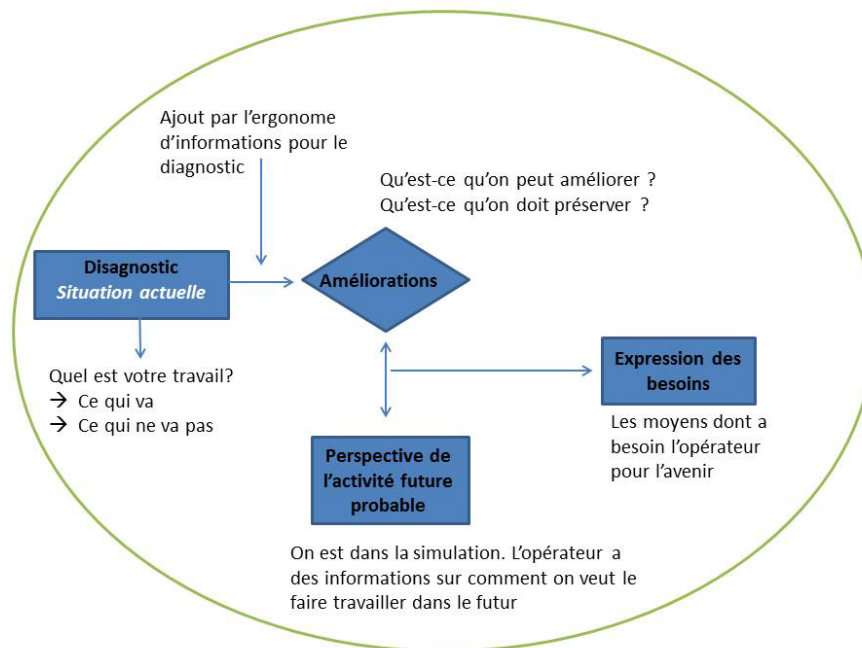 Ajout par l’ergonome
d’informations pour le
diagnostic
Qu’est-ce qu’on peut améliorer ?
Qu’est-ce qu’on doit préserver ?
Disagnostic
Situation actuelle
Améliorations
Quel est votre travail?
→ Ce qui va
→ Ce qui ne va pas
Expression des
besoins
Les moyens dont a
besoin l’opérateur
pour l’avenir
Perspective de
l’activité future
probable
On est dans la simulation. L’opérateur a
des informations sur comment on veut le
faire travailler dans le futur